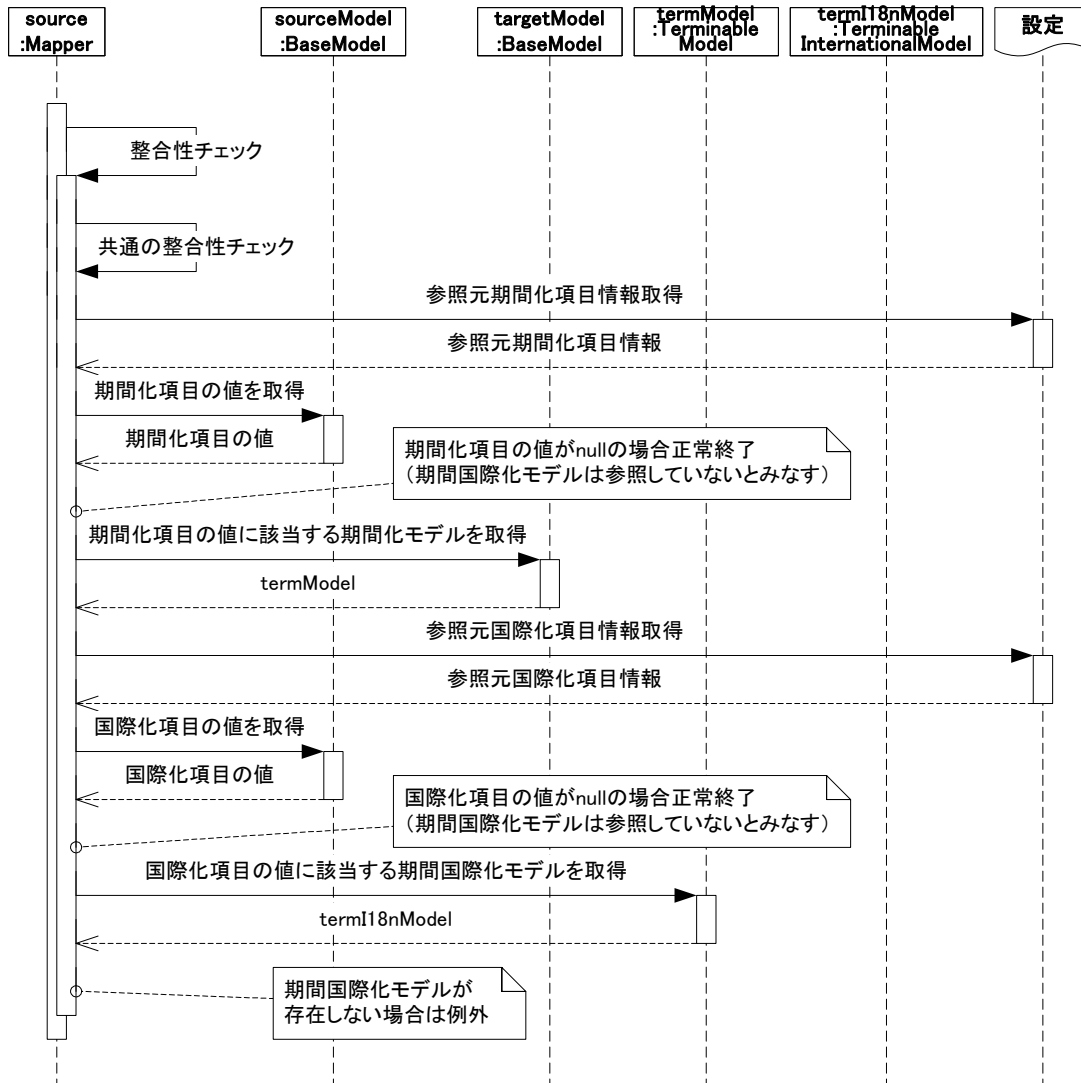 source
:Mapper
sourceModel
:BaseModel
targetModel
:BaseModel
termModel
:Terminable
Model
termI18nModel
:Terminable
InternationalModel
設定
整合性チェック
共通の整合性チェック
参照元期間化項目情報取得
参照元期間化項目情報
期間化項目の値を取得
期間化項目の値
期間化項目の値がnullの場合正常終了
（期間国際化モデルは参照していないとみなす）
期間化項目の値に該当する期間化モデルを取得
termModel
参照元国際化項目情報取得
参照元国際化項目情報
国際化項目の値を取得
国際化項目の値
国際化項目の値がnullの場合正常終了
（期間国際化モデルは参照していないとみなす）
国際化項目の値に該当する期間国際化モデルを取得
termI18nModel
期間国際化モデルが
存在しない場合は例外